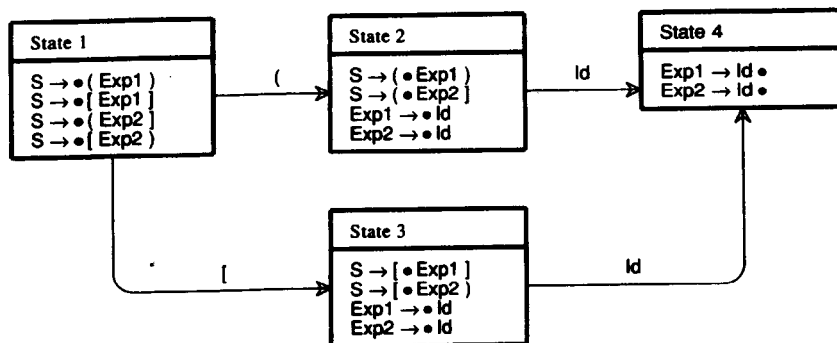 State 1
S → • ( Exp1 )
S → • [ Exp1 ]
S → • ( Exp2 ]
S → • [ Exp2 )
(
State 2
S → ( • Exp1 )
S → ( • Exp2 ]
Exp1 → • Id
Exp2 → • Id
Id
State 4
Exp1 → Id •
Exp2 → Id •
[
State 3
S → [ • Exp1 ]
S → [ • Exp2 )
Exp1 → • Id
Exp2 → • Id
Id